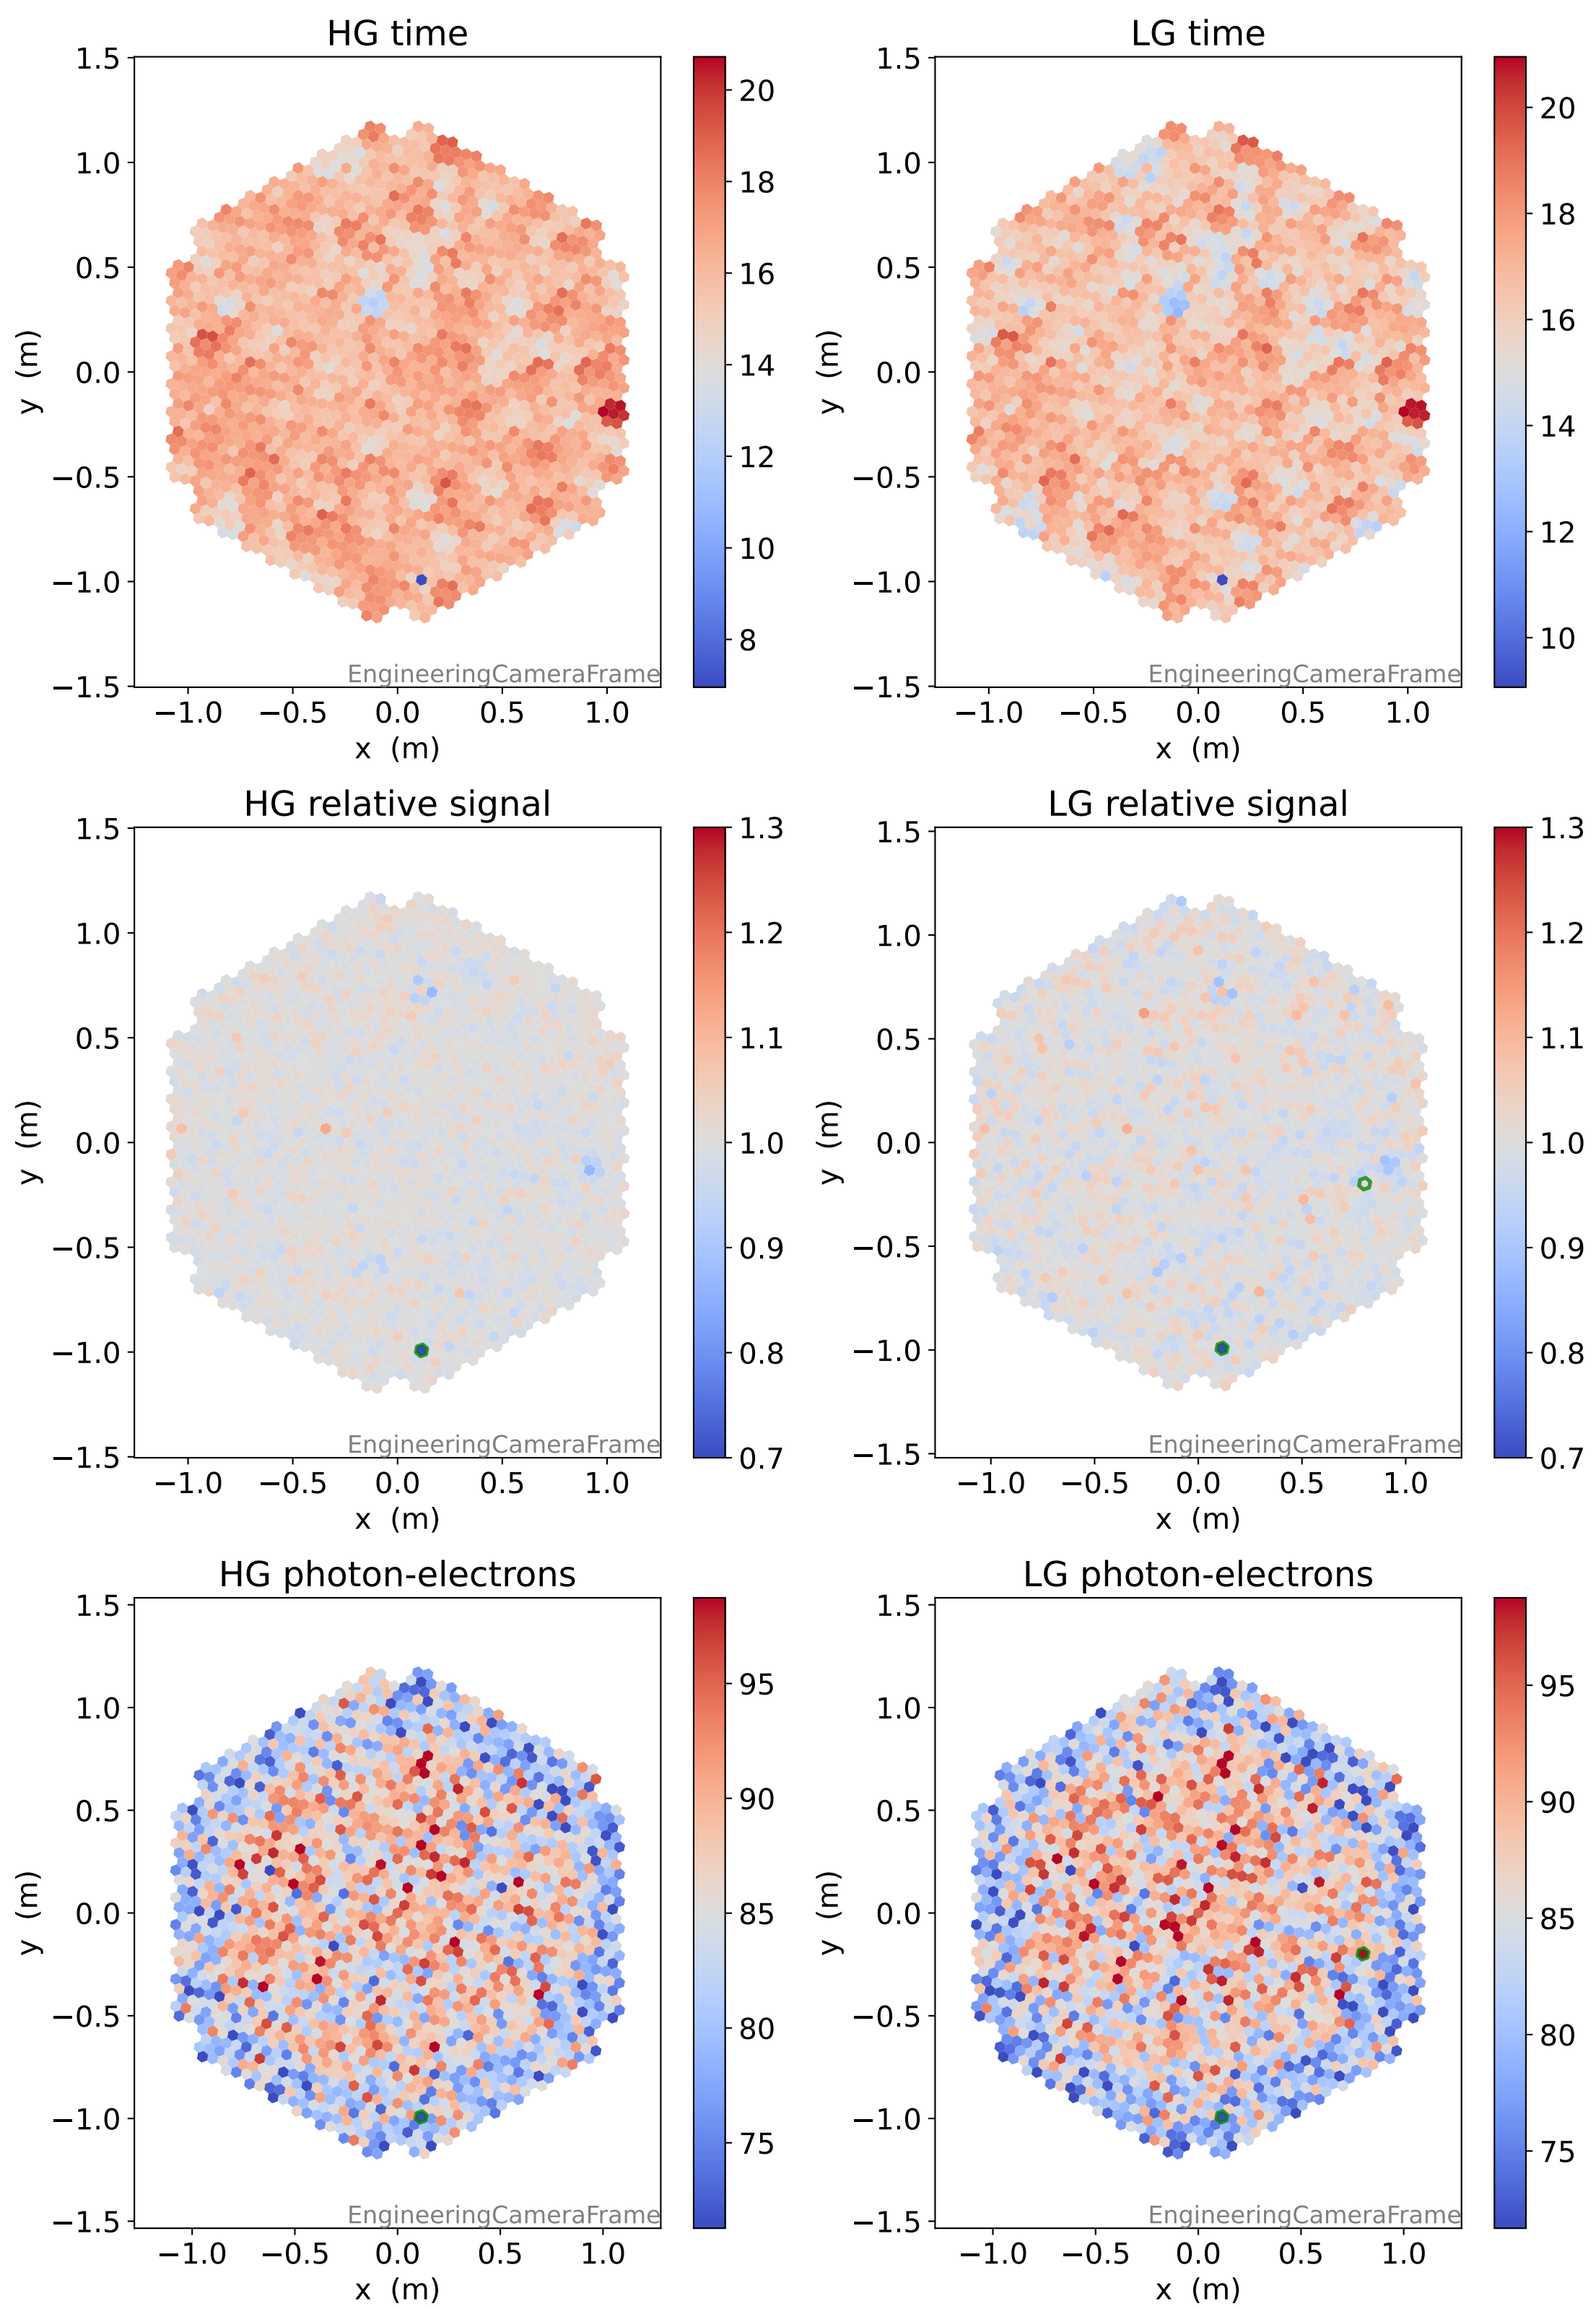 HG time
LG time
1.5
1.0
0.5
0.0
−0.5
−1.0
−1.5
y (m)
−1.0 −0.5 0.0 0.5 1.0
x (m)
EngineeringCameraFrame
20
18
16
14
12
10
8
1.5
1.0
0.5
0.0
−0.5
−1.0
−1.5
y (m)
−1.0 −0.5 0.0 0.5 1.0
x (m)
EngineeringCameraFrame
20
18
16
14
12
10
HG relative signal
LG relative signal
1.5
1.0
0.5
0.0
−0.5
−1.0
−1.5
y (m)
−1.0 −0.5 0.0 0.5 1.0
x (m)
EngineeringCameraFrame
1.3
1.2
1.1
1.0
0.9
0.8
0.7
1.5
1.0
0.5
0.0
−0.5
−1.0
−1.5
y (m)
−1.0 −0.5 0.0 0.5 1.0
x (m)
EngineeringCameraFrame
1.3
1.2
1.1
1.0
0.9
0.8
0.7
HG photon-electrons
LG photon-electrons
1.5
1.0
0.5
0.0
−0.5
−1.0
−1.5
y (m)
−1.0 −0.5 0.0 0.5 1.0
x (m)
EngineeringCameraFrame
95
90
85
80
75
1.5
1.0
0.5
0.0
−0.5
−1.0
−1.5
y (m)
−1.0 −0.5 0.0 0.5 1.0
x (m)
EngineeringCameraFrame
95
90
85
80
75